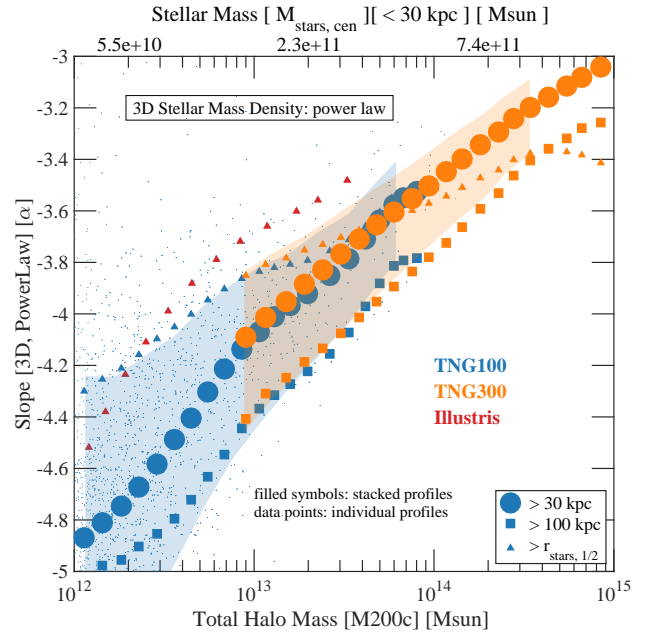 Stellar Mass [ M_stars, cen ][ < 30 kpc ] [ Msun ]
5.5e+10 2.3e+11 7.4e+11
-3
-3.2
-3.4
-3.6
-3.8
-4
-4.2
-4.4
-4.6
-4.8
-5
Slope [3D, PowerLaw] [α]
3D Stellar Mass Density: power law
TNG100
TNG300
Illustris
filled symbols: stacked profiles
data points: individual profiles
> 30 kpc
> 100 kpc
> r_stars, 1/2
10^12 10^13 10^14 10^15
Total Halo Mass [M200c] [Msun]